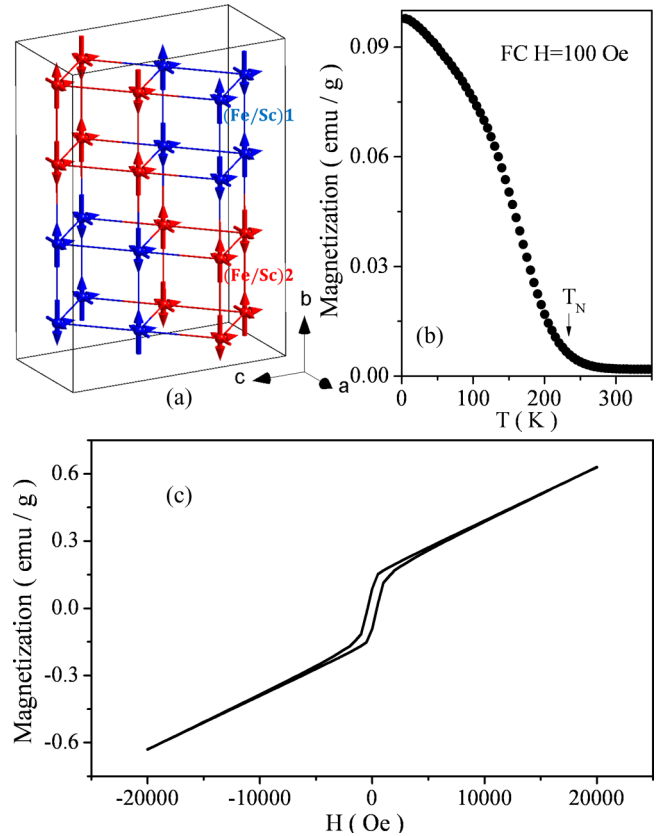 (Fe/Sc)1
(Fe/Sc)2
b
c
a
(a)
Magnetization ( emu / g )
0.09
0.06
0.03
0.00
FC H=100 Oe
T_N
(b)
0 100 200 300
T ( K )
Magnetization ( emu / g )
0.6
0.3
0.0
-0.3
-0.6
(c)
-20000 -10000 0 10000 20000
H ( Oe )